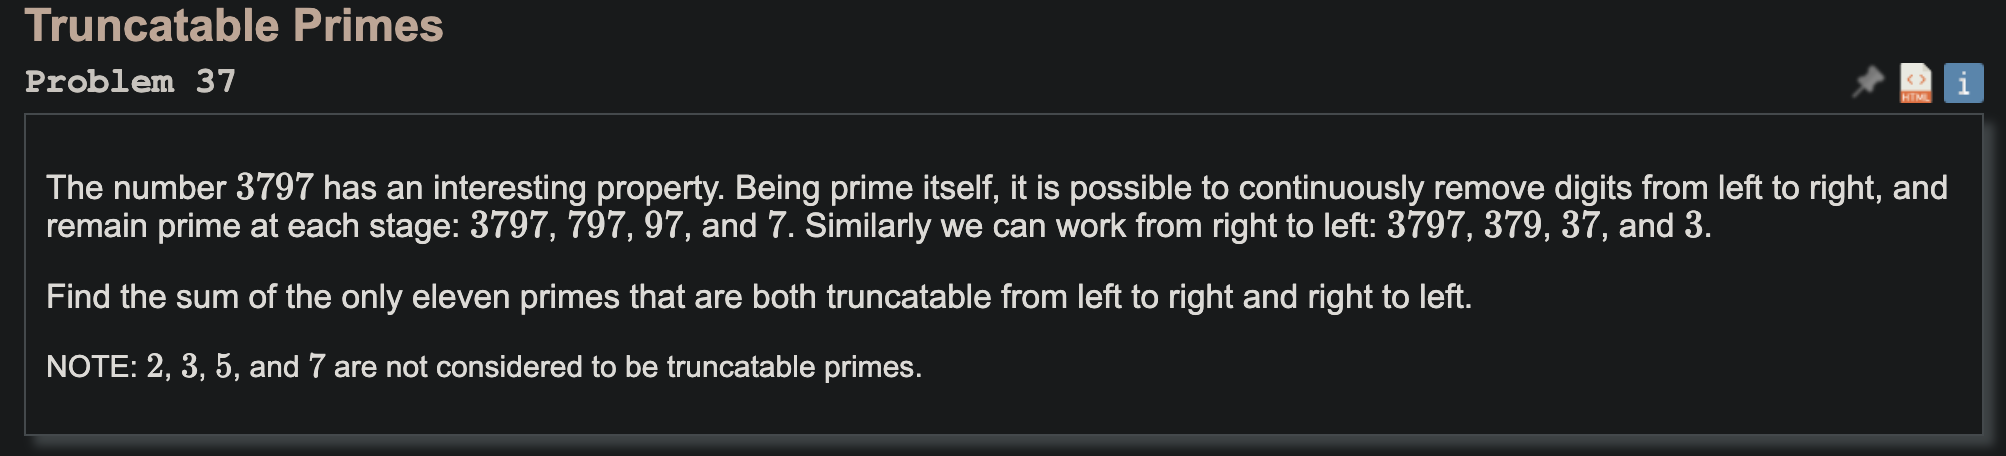 Truncatable Primes
Problem 37
HTML
i
The number 3797 has an interesting property. Being prime itself, it is possible to continuously remove digits from left to right, and
remain prime at each stage: 3797, 797, 97, and 7. Similarly we can work from right to left: 3797, 379, 37, and 3.
Find the sum of the only eleven primes that are both truncatable from left to right and right to left.
NOTE: 2, 3, 5, and 7 are not considered to be truncatable primes.